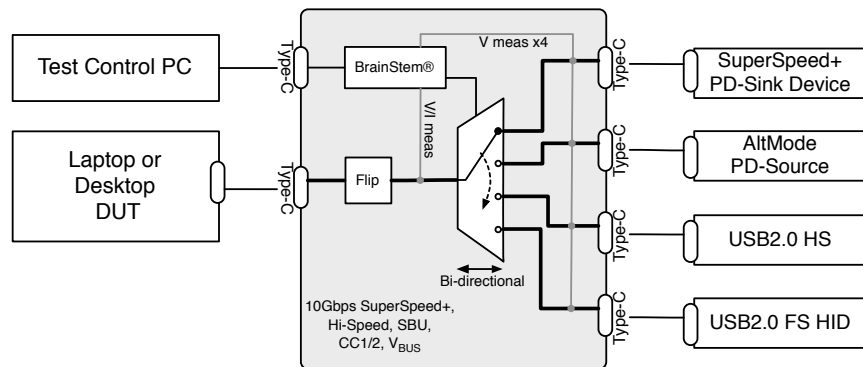 Test Control PC
Type-C
BrainStem®
V meas x4
Type-C
SuperSpeed+
PD-Sink Device
V/I meas
Laptop or
Desktop
DUT
Type-C
Flip
Type-C
AltMode
PD-Source
Type-C
USB2.0 HS
Bi-directional
10Gbps SuperSpeed+,
Hi-Speed, SBU,
CC1/2, VBUS
Type-C
USB2.0 FS HID